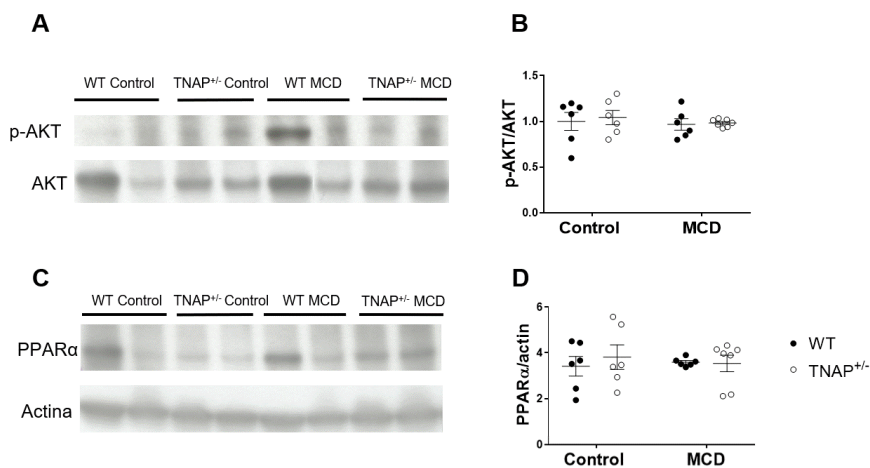 A
WT Control TNAP+/- Control WT MCD TNAP+/- MCD
p-AKT
AKT
B
p-AKT/AKT
1.5
1.0
0.5
0.0
Control MCD
C
WT Control TNAP+/- Control WT MCD TNAP+/- MCD
PPARα
Actina
D
PPARα/actin
6
4
2
0
Control MCD
WT
TNAP+/-